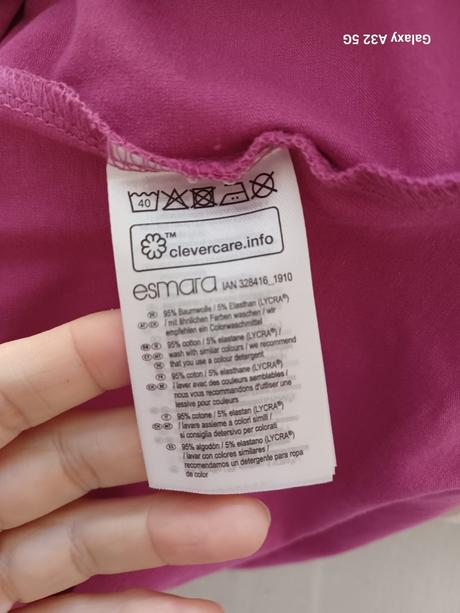 Galaxy A32 5G
40
TM
clevercare.info
esmara IAN 328416_1910
95% Baumwolle / 5% Elasthan (LYCRA®)
/ mit ähnlichen Farben waschen / wir
empfehlen ein Colorwaschmittel
95% cotton / 5% elastane (LYCRA®) /
wash with similar colours / we recommend
that you use a colour detergent
95% coton / 5% élasthanne (LYCRA®)
/ laver avec des couleurs semblables /
nous vous recommandons d'utiliser une
lessive pour couleurs
95% cotone / 5% elastan (LYCRA®)
/ lavare assieme a colori simili /
si consiglia detersivo per colorati
95% algodón / 5% elastano (LYCRA®)
/ lavar con colores similares /
recomendamos un detergente para ropa
de color